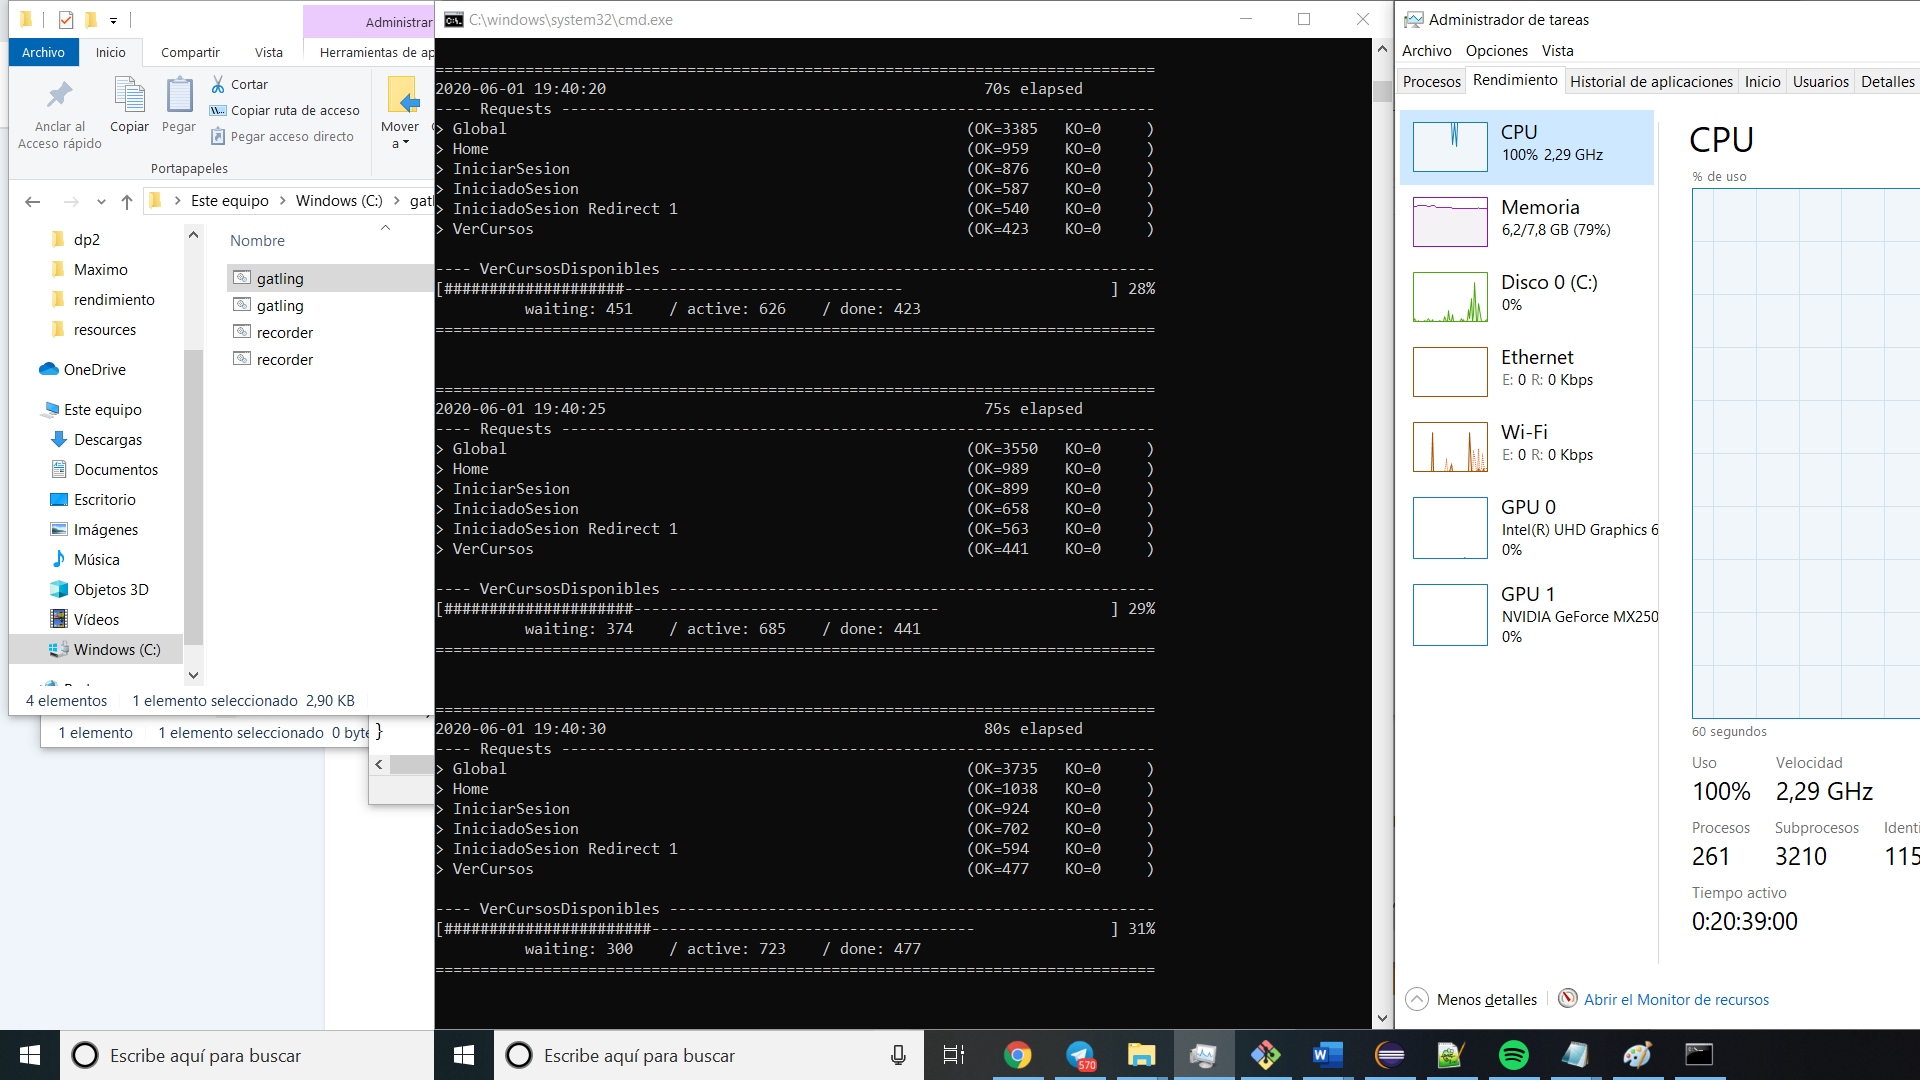 Administrar
Archivo
Inicio
Compartir
Vista
Herramientas de ap
Anclar al
Acceso rápido
Copiar
Pegar
Cortar
Copiar ruta de acceso
Pegar acceso directo
Mover
a
Portapapeles
Este equipo > Windows (C:) >
dp2
Maximo
rendimiento
resources
OneDrive
Este equipo
Descargas
Documentos
Escritorio
Imágenes
Música
Objetos 3D
Vídeos
Windows (C:)
Nombre
gatling
gatling
recorder
recorder
4 elementos 1 elemento seleccionado 2,90 KB
1 elemento 1 elemento seleccionado 0 byte
}
C:\windows\system32\cmd.exe
================================================================================
2020-06-01 19:40:20                                          70s elapsed
---- Requests ------------------------------------------------------------------
> Global                                                   (OK=3385   KO=0     )
> Home                                                     (OK=959    KO=0     )
> IniciarSesion                                            (OK=876    KO=0     )
> IniciadoSesion                                           (OK=587    KO=0     )
> IniciadoSesion Redirect 1                                (OK=540    KO=0     )
> VerCursos                                                (OK=423    KO=0     )
---- VerCursosDisponibles ------------------------------------------------------
[####################-------------------------------                       ] 28%
          waiting: 451    / active: 626    / done: 423
================================================================================
================================================================================
2020-06-01 19:40:25                                          75s elapsed
---- Requests ------------------------------------------------------------------
> Global                                                   (OK=3550   KO=0     )
> Home                                                     (OK=989    KO=0     )
> IniciarSesion                                            (OK=899    KO=0     )
> IniciadoSesion                                           (OK=658    KO=0     )
> IniciadoSesion Redirect 1                                (OK=563    KO=0     )
> VerCursos                                                (OK=441    KO=0     )
---- VerCursosDisponibles ------------------------------------------------------
[#####################----------------------------------                   ] 29%
          waiting: 374    / active: 685    / done: 441
================================================================================
================================================================================
2020-06-01 19:40:30                                          80s elapsed
---- Requests ------------------------------------------------------------------
> Global                                                   (OK=3735   KO=0     )
> Home                                                     (OK=1038   KO=0     )
> IniciarSesion                                            (OK=924    KO=0     )
> IniciadoSesion                                           (OK=702    KO=0     )
> IniciadoSesion Redirect 1                                (OK=594    KO=0     )
> VerCursos                                                (OK=477    KO=0     )
---- VerCursosDisponibles ------------------------------------------------------
[#######################------------------------------------               ] 31%
          waiting: 300    / active: 723    / done: 477
================================================================================
Administrador de tareas
Archivo Opciones Vista
Procesos Rendimiento Historial de aplicaciones Inicio Usuarios Detalles
CPU
100% 2,29 GHz
Memoria
6,2/7,8 GB (79%)
Disco 0 (C:)
0%
Ethernet
E: 0 R: 0 Kbps
Wi-Fi
E: 0 R: 0 Kbps
GPU 0
Intel(R) UHD Graphics 6
0%
GPU 1
NVIDIA GeForce MX250
0%
CPU
% de uso
60 segundos
Uso Velocidad
100% 2,29 GHz
Procesos Subprocesos Identi
261 3210 115
Tiempo activo
0:20:39:00
Menos detalles
Abrir el Monitor de recursos
Escribe aquí para buscar
Escribe aquí para buscar
570